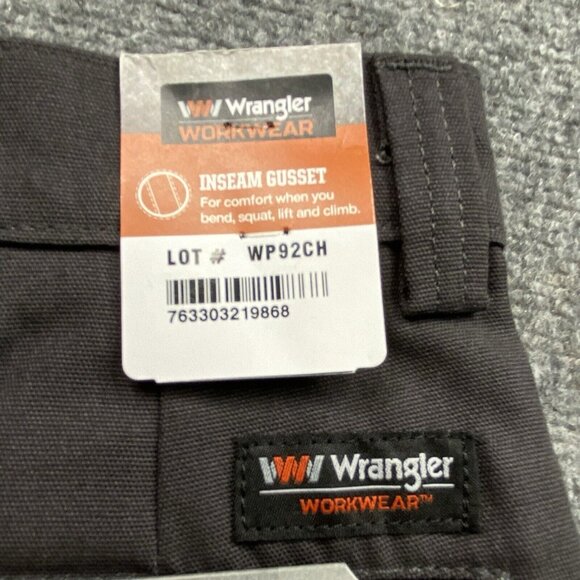 Wrangler
WORKWEAR
INSEAM GUSSET
For comfort when you
bend, squat, lift and climb.
LOT # WP92CH
763303219868
Wrangler
WORKWEAR™